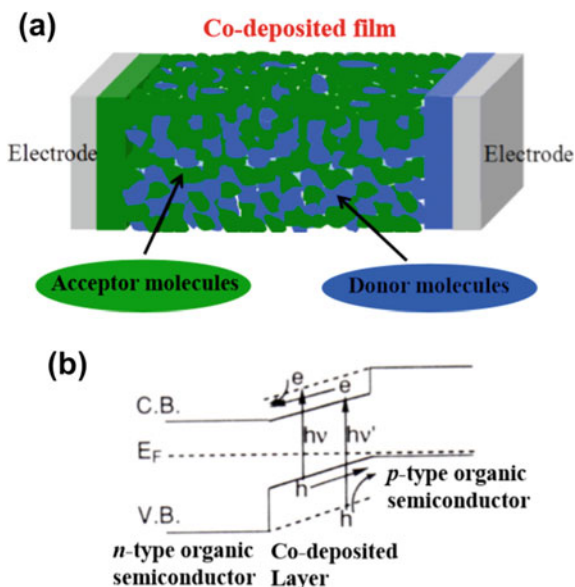 (a)
Co-deposited film
Electrode
Electrode
Acceptor molecules
Donor molecules
(b)
C.B.
e
e
hν
hν'
E_F
h
p-type organic
semiconductor
V.B.
h
n-type organic
semiconductor
Co-deposited
Layer